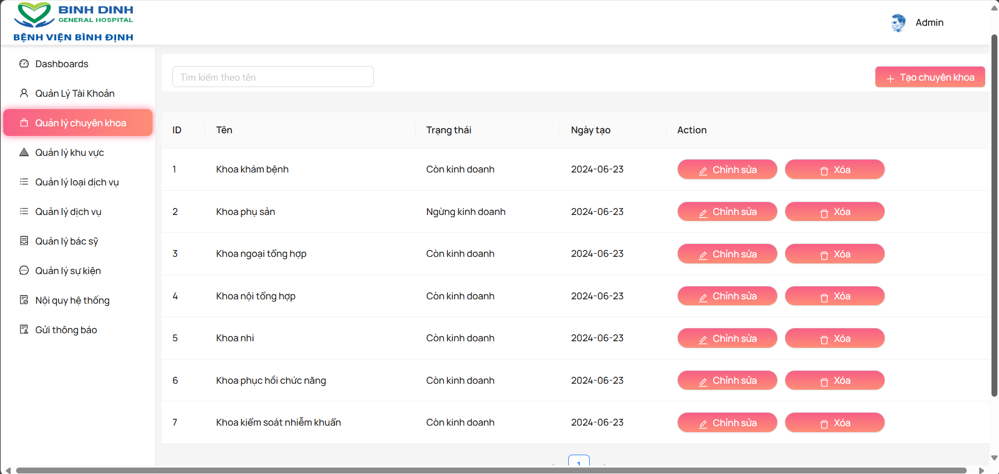 BINH DINH
GENERAL HOSPITAL
BỆNH VIỆN BÌNH ĐỊNH
Admin
Dashboards
Quản Lý Tài Khoản
Quản lý chuyên khoa
Quản lý khu vực
Quản lý loại dịch vụ
Quản lý dịch vụ
Quản lý bác sỹ
Quản lý sự kiện
Nội quy hệ thống
Gửi thông báo
Tìm kiếm theo tên
Tạo chuyên khoa
ID Tên Trạng thái Ngày tạo Action
1 Khoa khám bệnh Còn kinh doanh 2024-06-23 Chỉnh sửa Xóa
2 Khoa phụ sản Ngừng kinh doanh 2024-06-23 Chỉnh sửa Xóa
3 Khoa ngoại tổng hợp Còn kinh doanh 2024-06-23 Chỉnh sửa Xóa
4 Khoa nội tổng hợp Còn kinh doanh 2024-06-23 Chỉnh sửa Xóa
5 Khoa nhi Còn kinh doanh 2024-06-23 Chỉnh sửa Xóa
6 Khoa phục hồi chức năng Còn kinh doanh 2024-06-23 Chỉnh sửa Xóa
7 Khoa kiểm soát nhiễm khuẩn Còn kinh doanh 2024-06-23 Chỉnh sửa Xóa
1